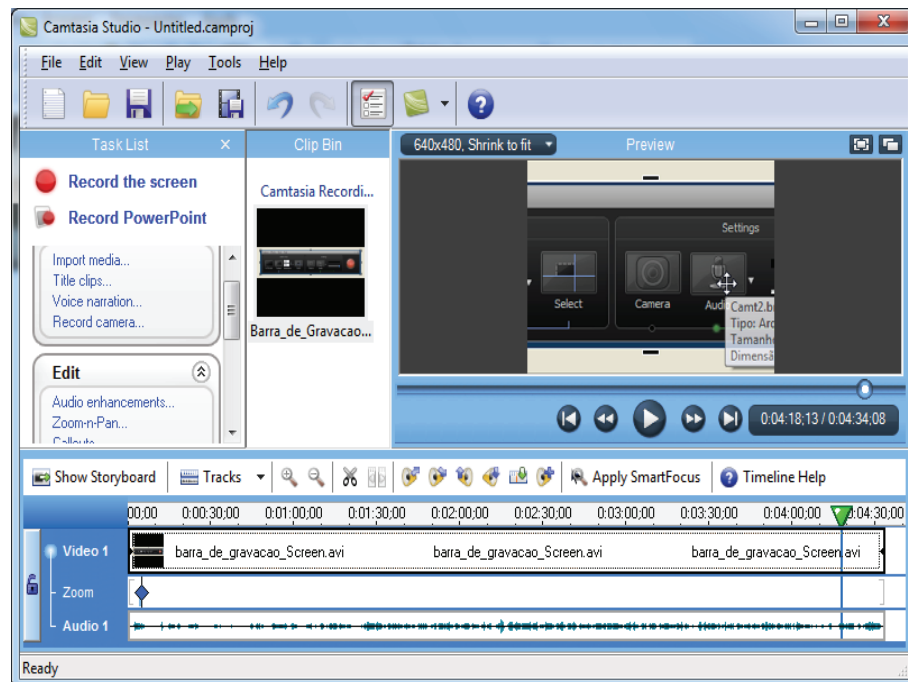 Camtasia Studio - Untitled.camproj
File Edit View Play Tools Help
Task List
Record the screen
Record PowerPoint
Import media...
Title clips...
Voice narration...
Record camera...
Edit
Audio enhancements...
Zoom-n-Pan...
Clip Bin
Camtasia Recordi...
Barra_de_Gravacao...
640x480, Shrink to fit
Preview
Settings
Select
Camera
Audi
Camt2.b
Tipo: Arc
Tamanh
Dimensã
0:04:18;13 / 0:04:34;08
Show Storyboard Tracks Apply SmartFocus Timeline Help
00;00 0:00:30;00 0:01:00;00 0:01:30;00 0:02:00;00 0:02:30;00 0:03:00;00 0:03:30;00 0:04:00;00 0:04:30;00
Video 1 barra_de_gravacao_Screen.avi barra_de_gravacao_Screen.avi barra_de_gravacao_Screen.avi
Zoom
Audio 1
Ready